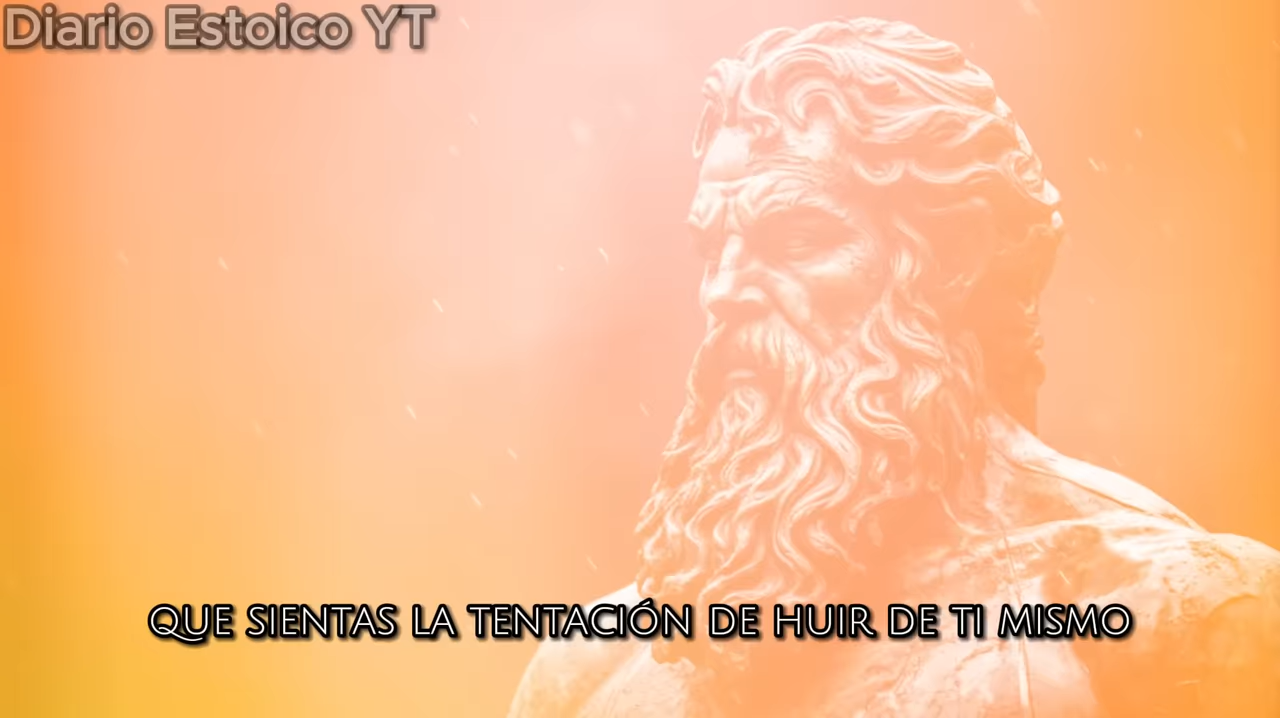 Diario Estoico YT
QUE SIENTAS LA TENTACIÓN DE HUIR DE TI MISMO